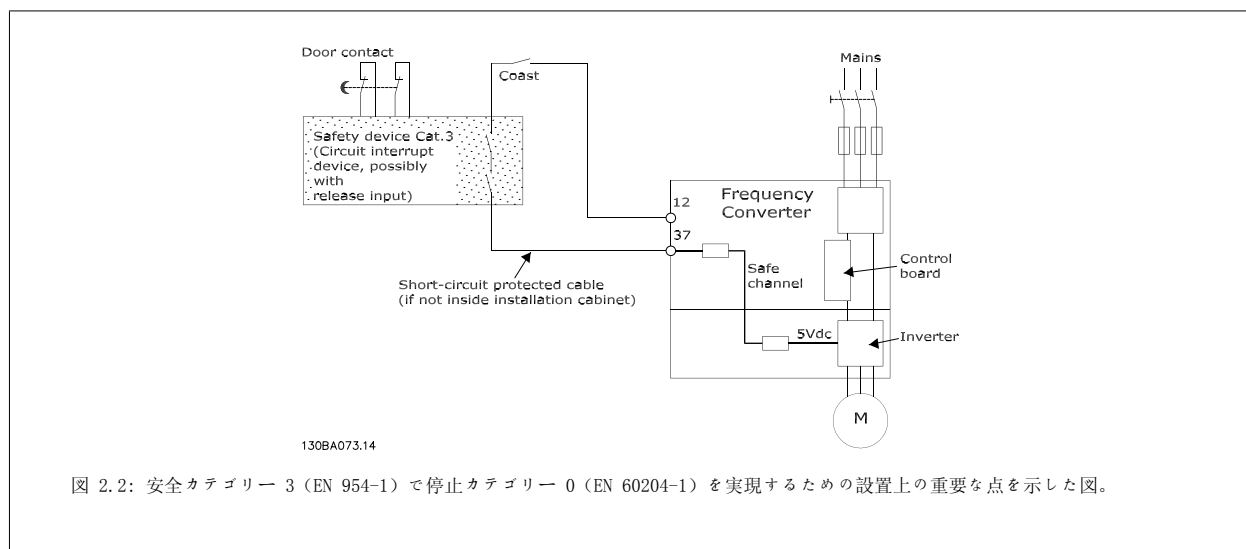 Door contact
Coast
Mains
Safety device Cat.3
(Circuit interrupt
device, possibly
with
release input)
12
Frequency
Converter
37
Safe
channel
Control
board
Short-circuit protected cable
(if not inside installation cabinet)
5Vdc
Inverter
M
130BA073.14
図 2.2: 安全カテゴリー 3 (EN 954-1) で停止カテゴリー 0 (EN 60204-1) を実現するための設置上の重要な点を示した図。